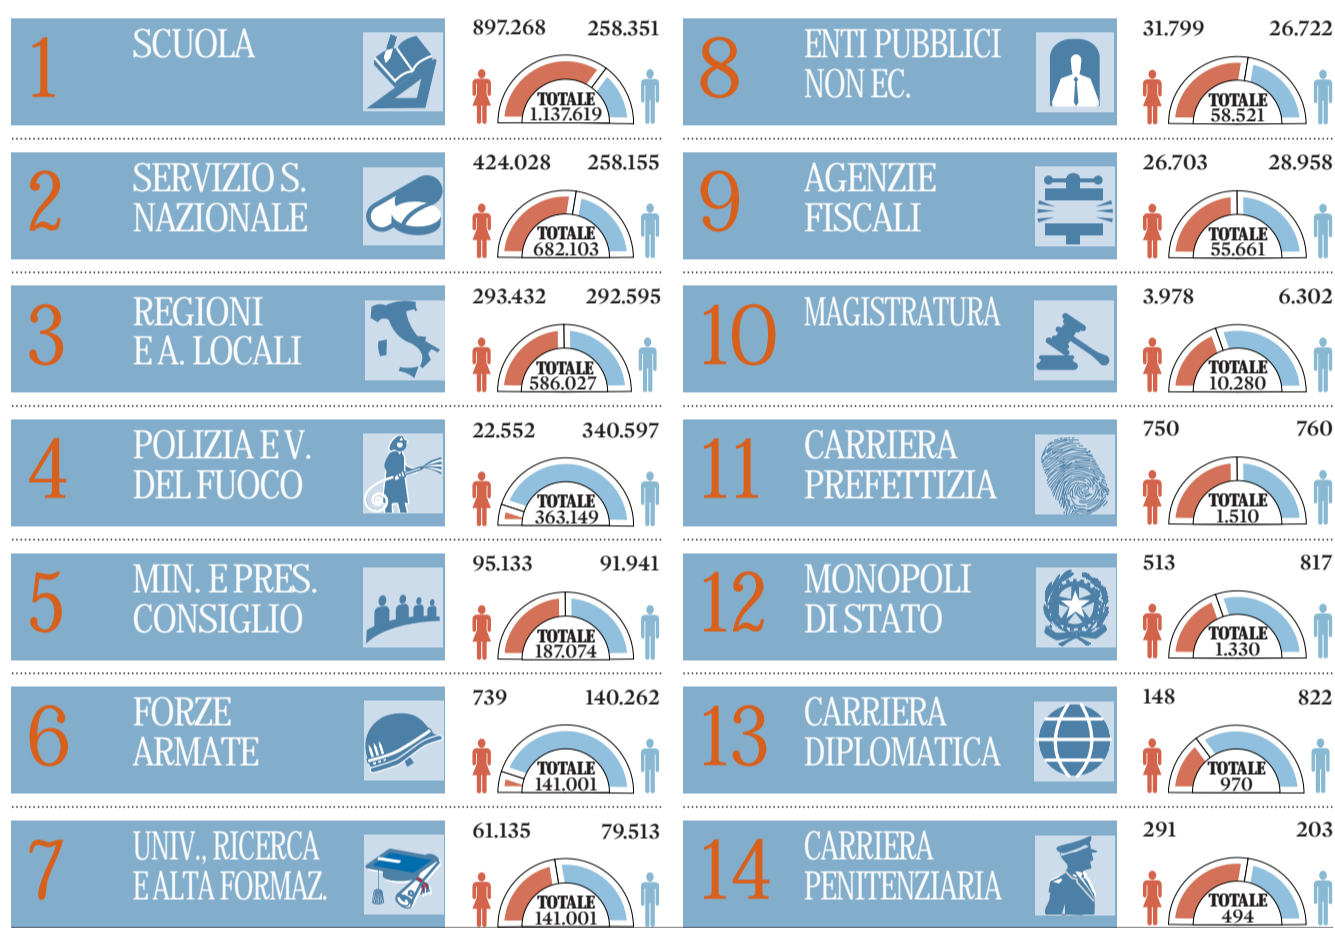 1
SCUOLA
897.268 258.351
TOTALE
1.137.619
2
SERVIZIO S.
NAZIONALE
424.028 258.155
TOTALE
682.103
3
REGIONI
E A. LOCALI
293.432 292.595
TOTALE
586.027
4
POLIZIA E V.
DEL FUOCO
22.552 340.597
TOTALE
363.149
5
MIN. E PRES.
CONSIGLIO
95.133 91.941
TOTALE
187.074
6
FORZE
ARMATE
739 140.262
TOTALE
141.001
7
UNIV., RICERCA
E ALTA FORMAZ.
61.135 79.513
TOTALE
141.001
8
ENTI PUBBLICI
NON EC.
31.799 26.722
TOTALE
58.521
9
AGENZIE
FISCALI
26.703 28.958
TOTALE
55.661
10
MAGISTRATURA
3.978 6.302
TOTALE
10.280
11
CARRIERA
PREFETTIZIA
750 760
TOTALE
1.510
12
MONOPOLI
DI STATO
513 817
TOTALE
1.330
13
CARRIERA
DIPLOMATICA
148 822
TOTALE
970
14
CARRIERA
PENITENZIARIA
291 203
TOTALE
494